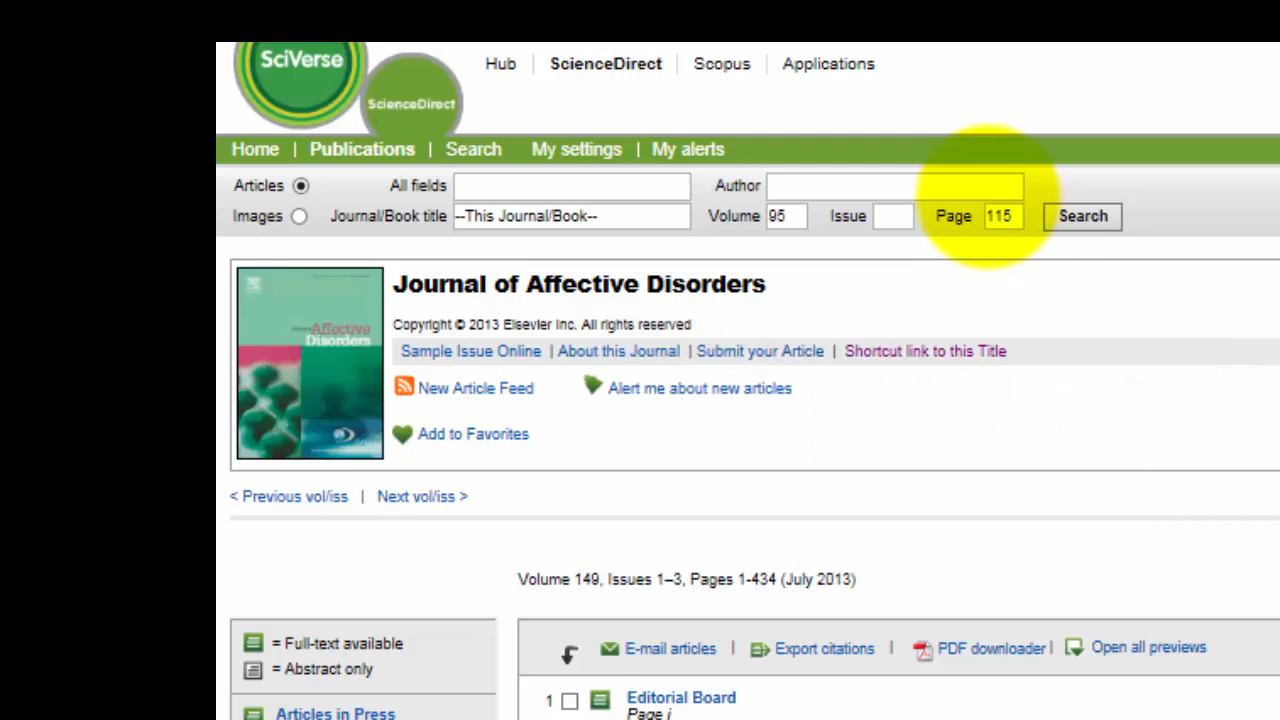 SciVerse
ScienceDirect
Hub ScienceDirect Scopus Applications
Home | Publications | Search My settings | My alerts
Articles All fields Author
Images Journal/Book title --This Journal/Book-- Volume 95 Issue Page 115 Search
Affective
Disorders
Journal of Affective Disorders
Copyright © 2013 Elsevier Inc. All rights reserved
Sample Issue Online | About this Journal | Submit your Article | Shortcut link to this Title
New Article Feed Alert me about new articles
Add to Favorites
< Previous vol/iss | Next vol/iss >
Volume 149, Issues 1–3, Pages 1-434 (July 2013)
= Full-text available
= Abstract only
Articles in Press
E-mail articles | Export citations | PDF downloader | Open all previews
1 Editorial Board
Page i